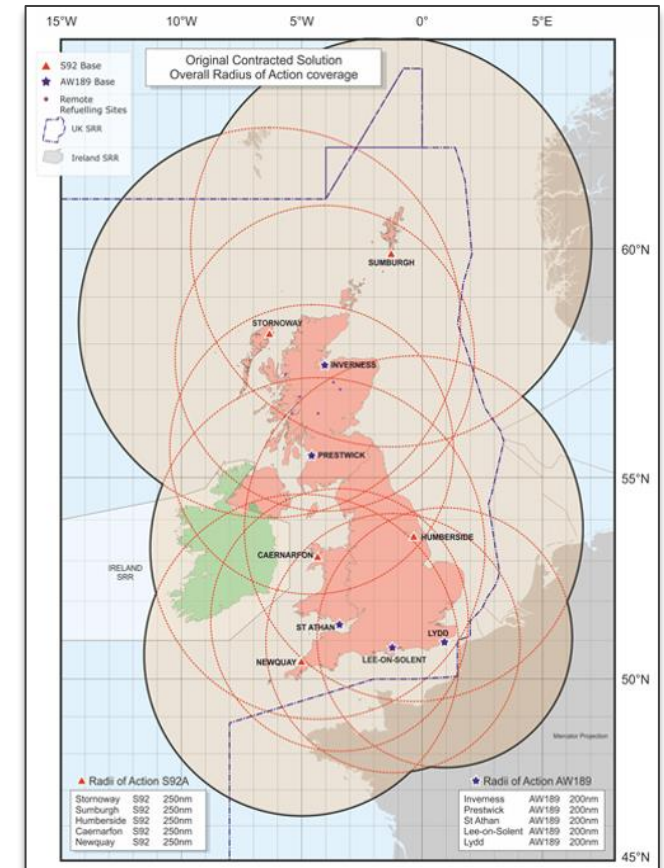 15°W 10°W 5°W 0° 5°E
Original Contracted Solution
Overall Radius of Action coverage
S92 Base
AW189 Base
Remote
Refuelling Sites
UK SRR
Ireland SRR
60°N
SUMBURGH
STORNOWAY
INVERNESS
PRESTWICK
55°N
HUMBERSIDE
CAERNARFON
IRELAND
SRR
ST ATHAN
LYDD
LEE-ON-SOLENT
NEWQUAY
50°N
Mercator Projection
Radii of Action S92A
Stornoway S92 250nm
Sumburgh S92 250nm
Humberside S92 250nm
Caernarfon S92 250nm
Newquay S92 250nm
Radii of Action AW189
Inverness AW189 200nm
Prestwick AW189 200nm
St Athan AW189 200nm
Lee-on-Solent AW189 200nm
Lydd AW189 200nm
45°N